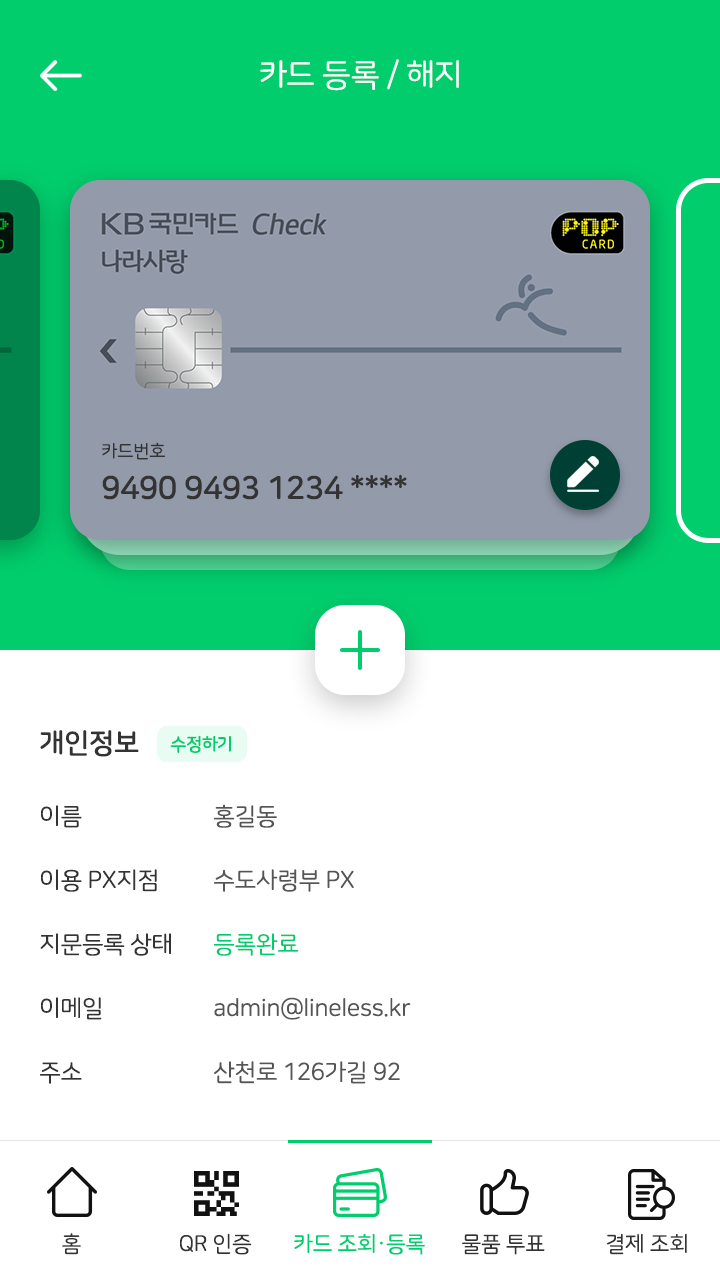 카드 등록 / 해지
KB 국민카드 Check
나라사랑
POP
CARD
카드번호
9490 9493 1234 ****
개인정보
수정하기
이름
홍길동
이용 PX지점
수도사령부 PX
지문등록 상태
등록완료
이메일
admin@lineless.kr
주소
산천로 126가길 92
홈
QR 인증
카드 조회·등록
물품 투표
결제 조회